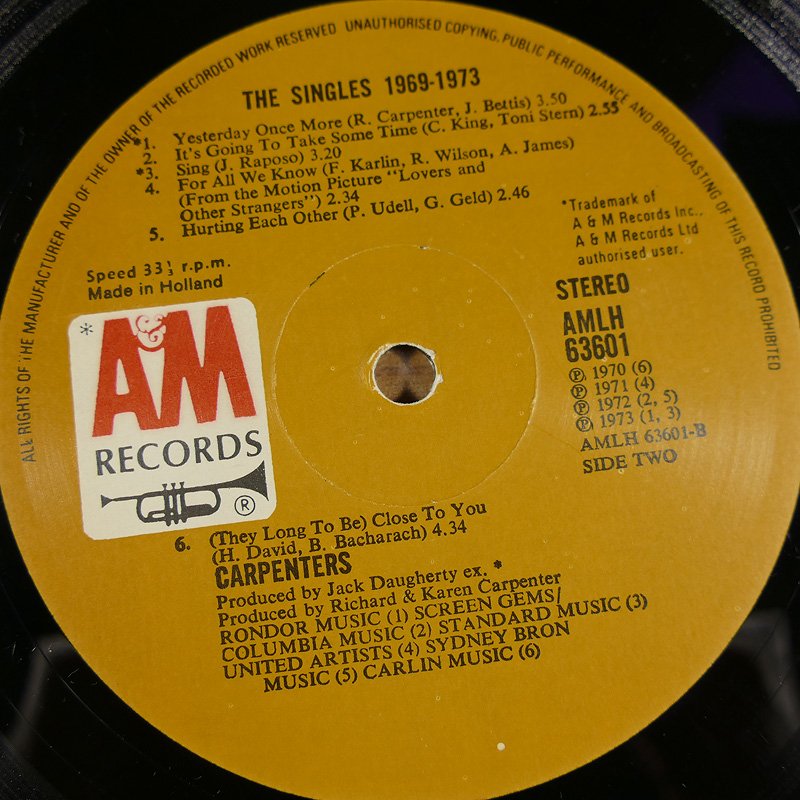 ALL RIGHTS OF THE MANUFACTURER AND OF THE OWNER OF THE RECORDED WORK RESERVED UNAUTHORISED COPYING, PUBLIC PERFORMANCE AND BROADCASTING OF THIS RECORD PROHIBITED
THE SINGLES 1969-1973
*1. Yesterday Once More (R. Carpenter, J. Bettis) 3.50
2. It's Going To Take Some Time (C. King, Toni Stern) 2.55
*3. Sing (J. Raposo) 3.20
4. For All We Know (F. Karlin, R. Wilson, A. James)
(From the Motion Picture "Lovers and
Other Strangers") 2.34
5. Hurting Each Other (P. Udell, G. Geld) 2.46
*Trademark of
A & M Records Inc.,
A & M Records Ltd
authorised user.
Speed 33⅓ r.p.m.
Made in Holland
STEREO
AMLH
63601
℗ 1970 (6)
℗ 1971 (4)
℗ 1972 (2, 5)
℗ 1973 (1, 3)
AMLH 63601-B
SIDE TWO
* A&M
RECORDS
®
6. (They Long To Be) Close To You
(H. David, B. Bacharach) 4.34
CARPENTERS
Produced by Jack Daugherty ex. *
Produced by Richard & Karen Carpenter
RONDOR MUSIC (1) SCREEN GEMS/
COLUMBIA MUSIC (2) STANDARD MUSIC (3)
UNITED ARTISTS (4) SYDNEY BRON
MUSIC (5) CARLIN MUSIC (6)